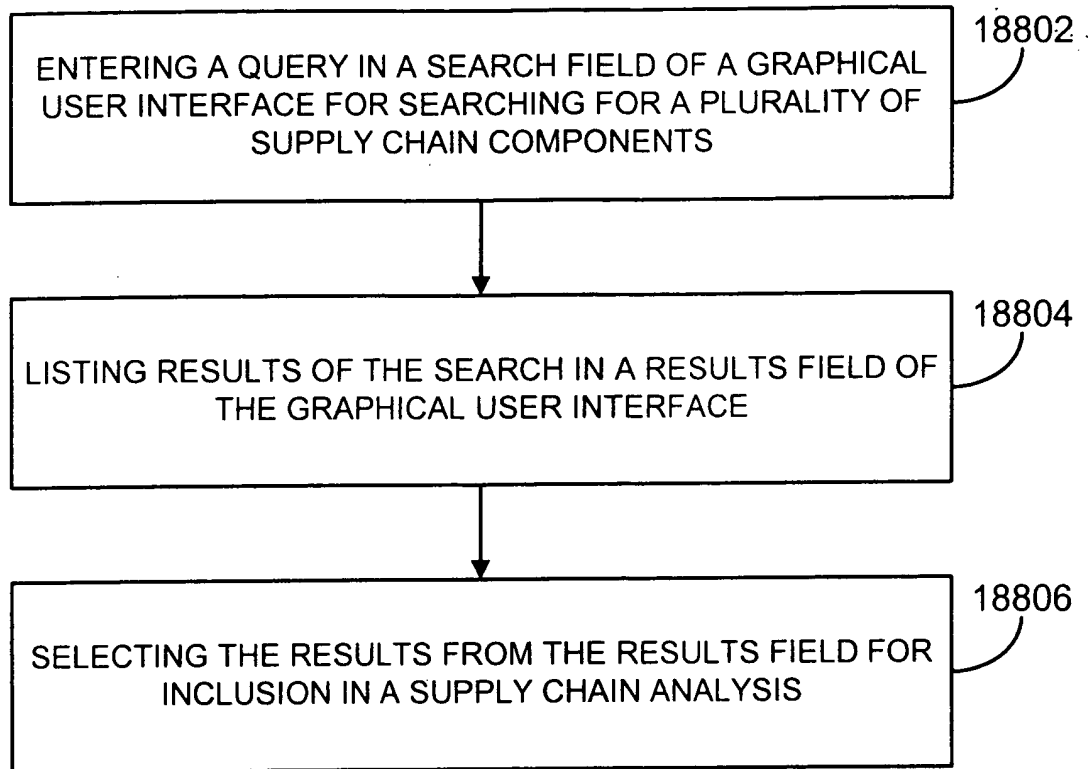 18802
ENTERING A QUERY IN A SEARCH FIELD OF A GRAPHICAL
USER INTERFACE FOR SEARCHING FOR A PLURALITY OF
SUPPLY CHAIN COMPONENTS
18804
LISTING RESULTS OF THE SEARCH IN A RESULTS FIELD OF
THE GRAPHICAL USER INTERFACE
18806
SELECTING THE RESULTS FROM THE RESULTS FIELD FOR
INCLUSION IN A SUPPLY CHAIN ANALYSIS